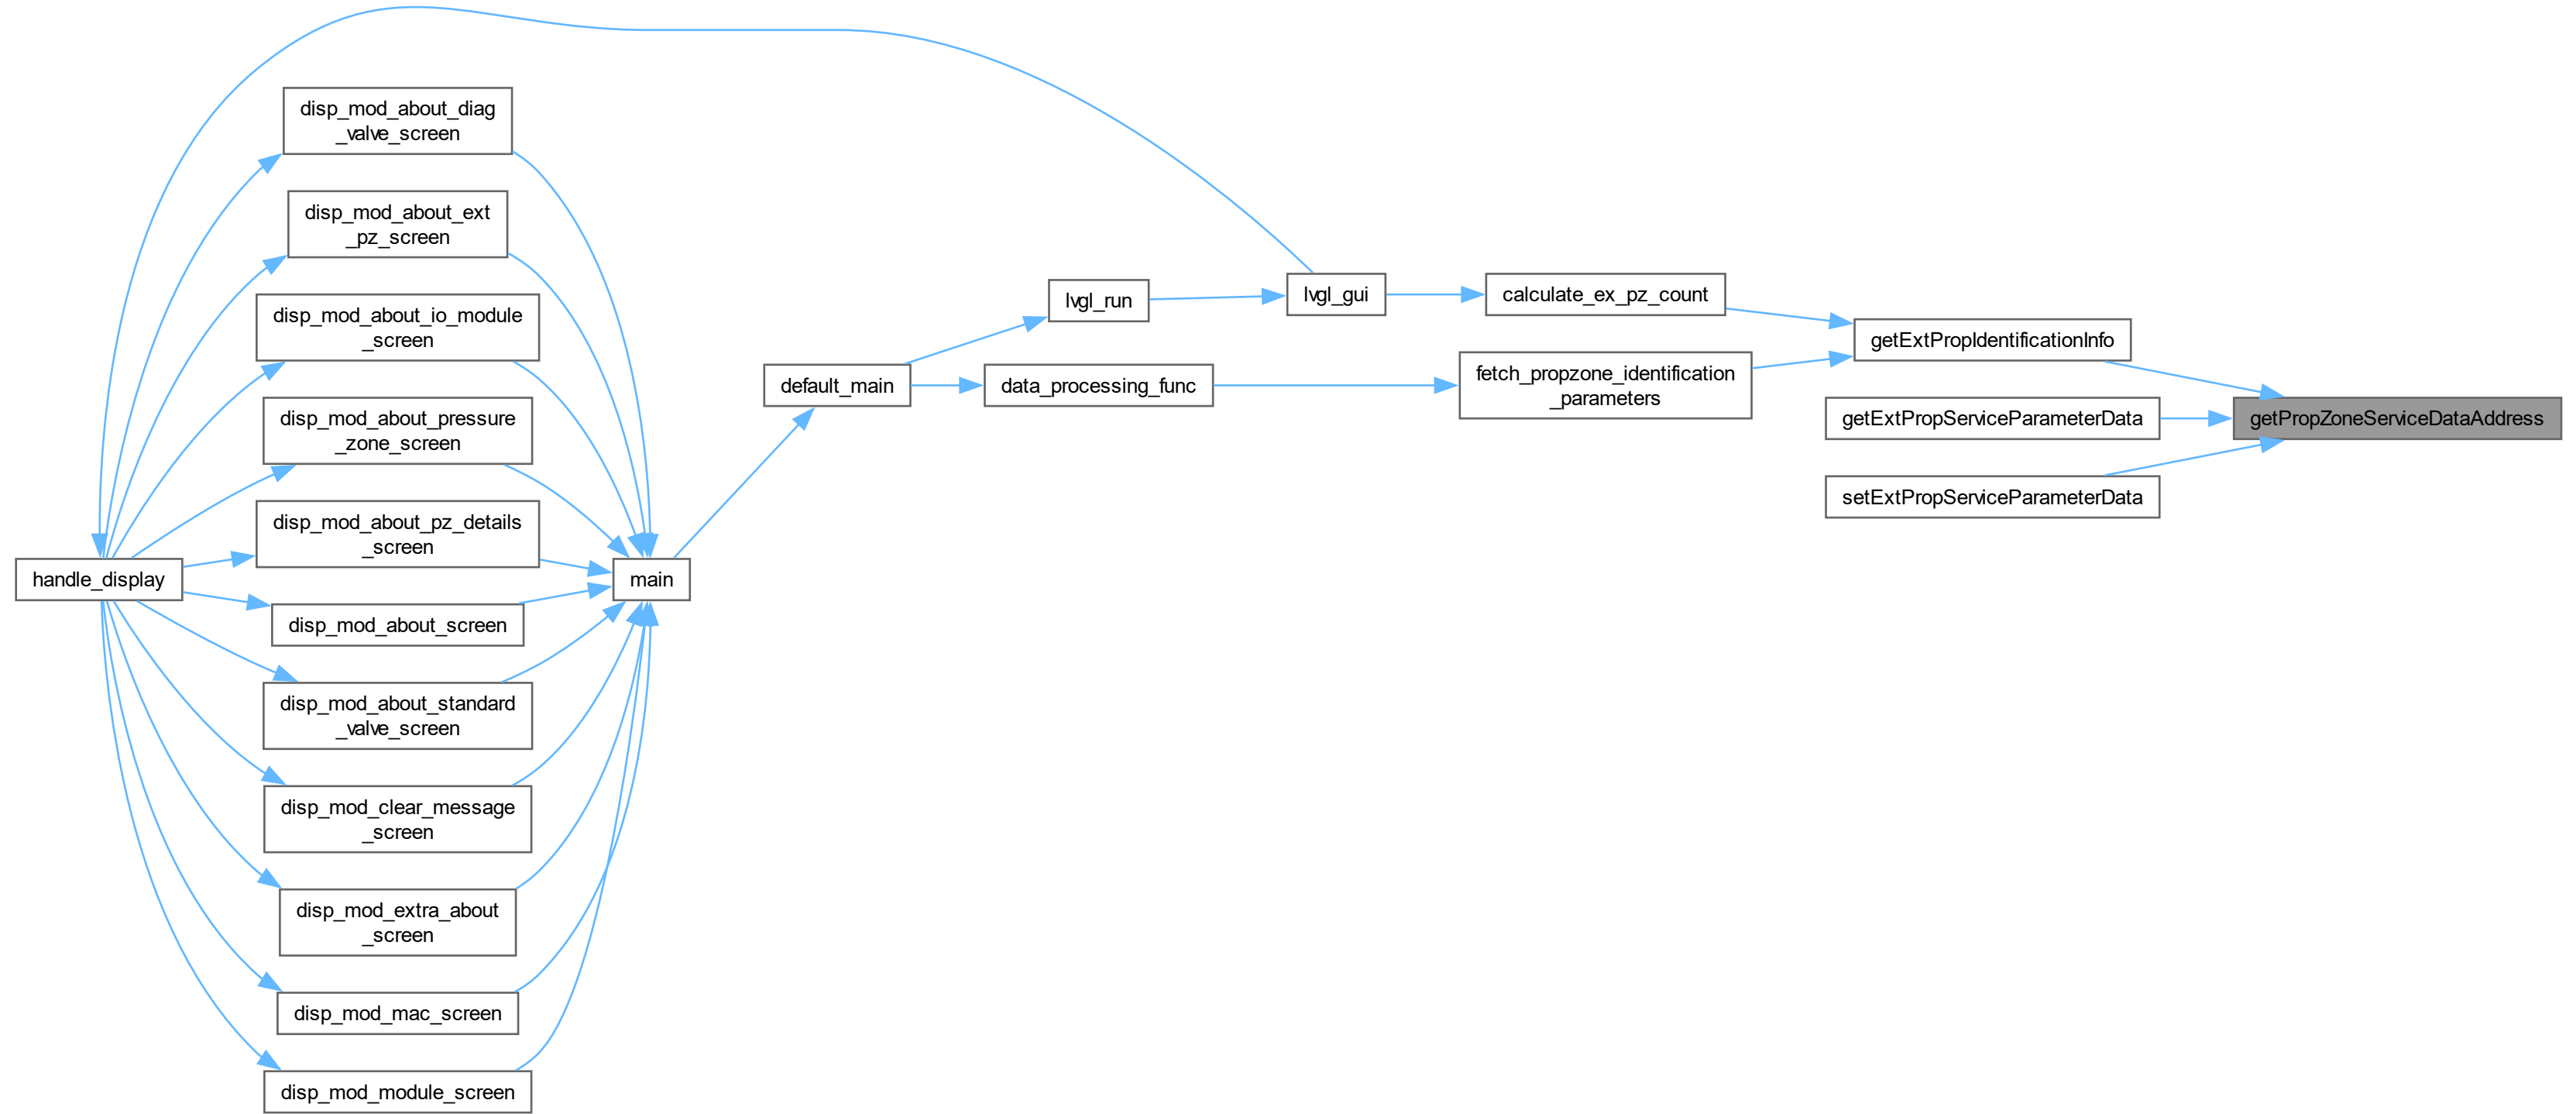 disp_mod_about_diag
_valve_screen
disp_mod_about_ext
_pz_screen
disp_mod_about_io_module
_screen
disp_mod_about_pressure
_zone_screen
disp_mod_about_pz_details
_screen
handle_display
disp_mod_about_screen
disp_mod_about_standard
_valve_screen
disp_mod_clear_message
_screen
disp_mod_extra_about
_screen
disp_mod_mac_screen
disp_mod_module_screen
main
default_main
lvgl_run
data_processing_func
lvgl_gui
calculate_ex_pz_count
fetch_propzone_identification
_parameters
getExtPropIdentificationInfo
getExtPropServiceParameterData
setExtPropServiceParameterData
getPropZoneServiceDataAddress